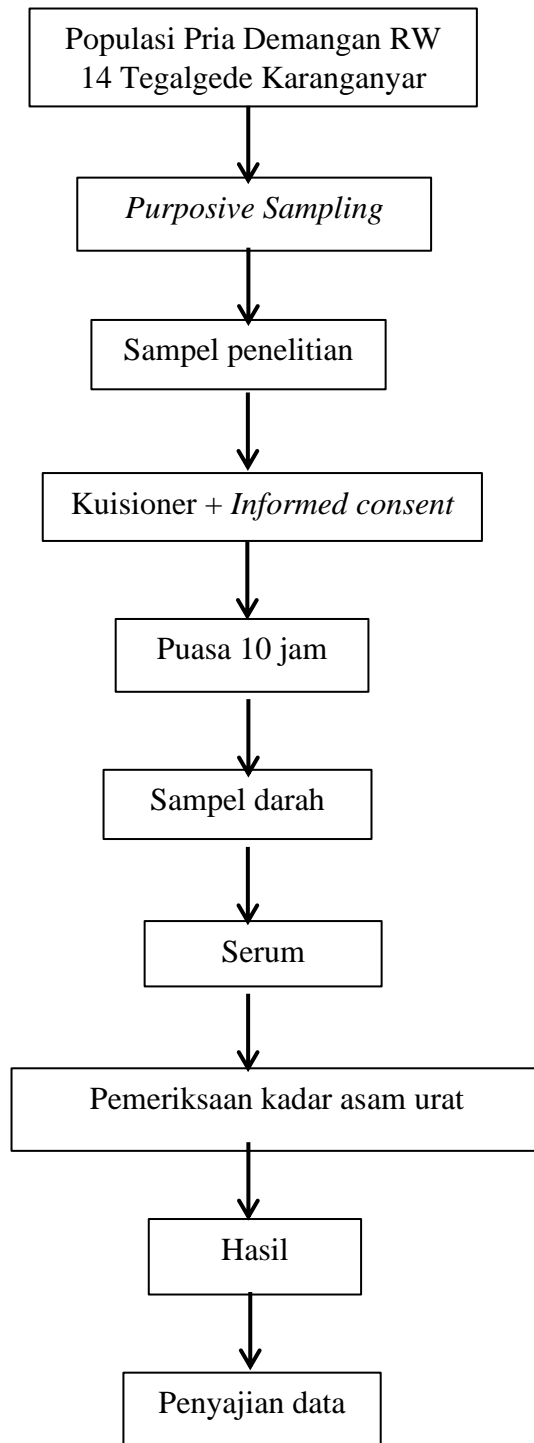 Populasi Pria Demangan RW
14 Tegalgede Karanganyar
Purposive Sampling
Sampel penelitian
Kuisioner + Informed consent
Puasa 10 jam
Sampel darah
Serum
Pemeriksaan kadar asam urat
Hasil
Penyajian data